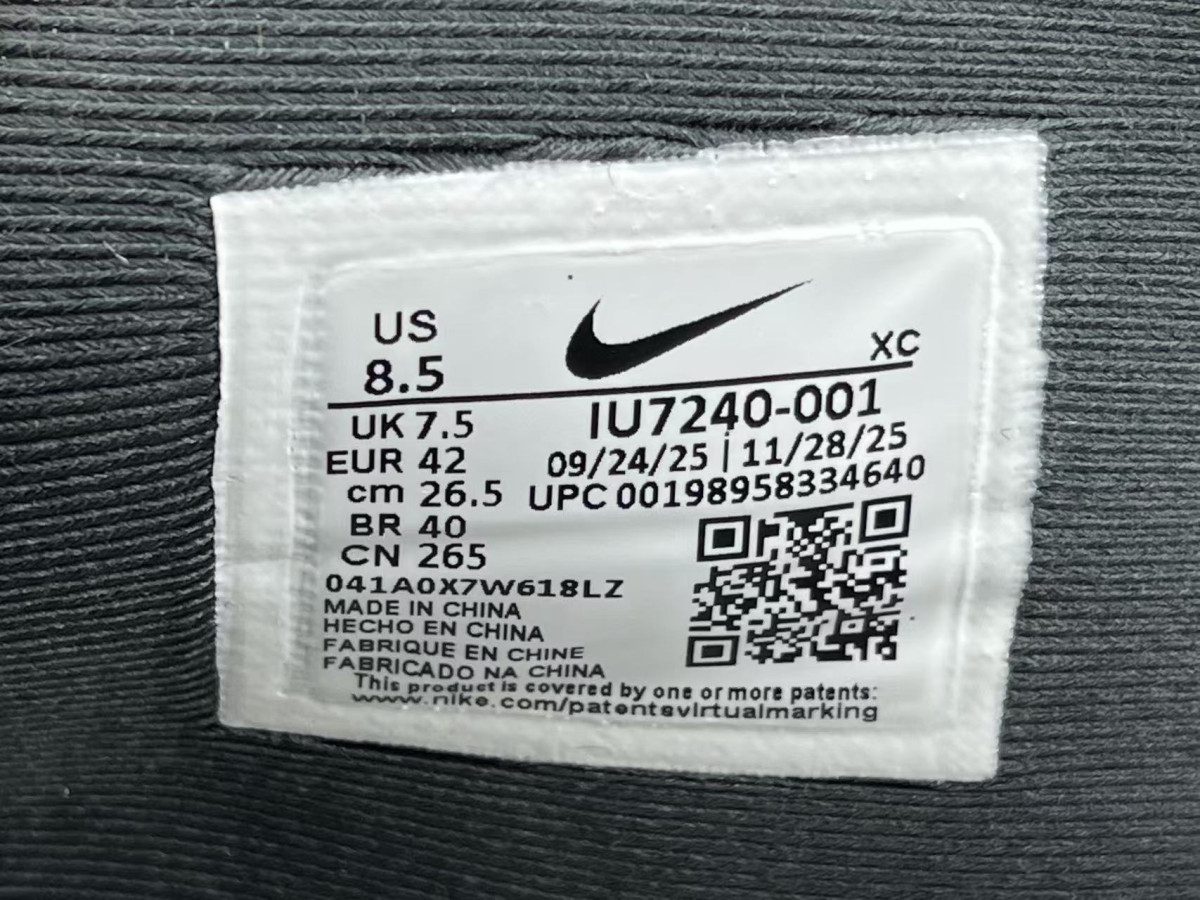 US
8.5
XC
UK 7.5
EUR 42
cm 26.5
BR 40
CN 265
IU7240-001
09/24/25 | 11/28/25
UPC 00198958334640
041A0X7W618LZ
MADE IN CHINA
HECHO EN CHINA
FABRIQUE EN CHINE
FABRICADO NA CHINA
This product is covered by one or more patents:
www.nike.com/patentsvirtualmarking